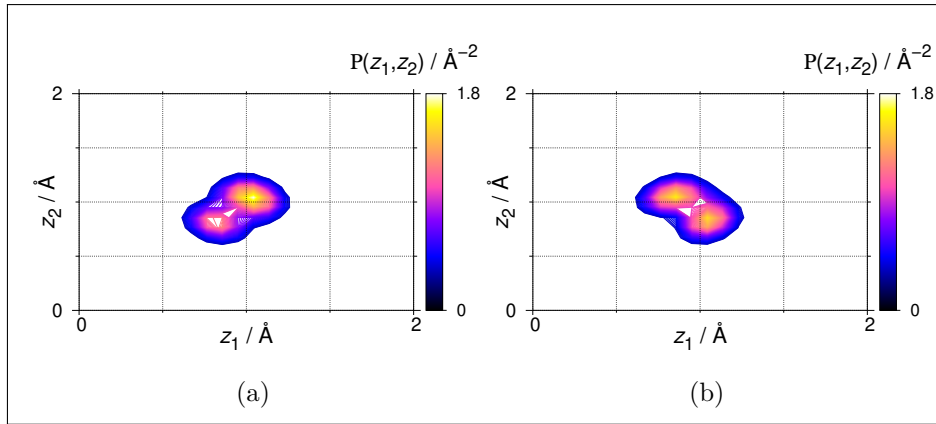 P(z₁,z₂) / Å⁻²
2
1.8
z₂ / Å
0
0
0
2
z₁ / Å
(a)
P(z₁,z₂) / Å⁻²
2
1.8
z₂ / Å
0
0
0
2
z₁ / Å
(b)